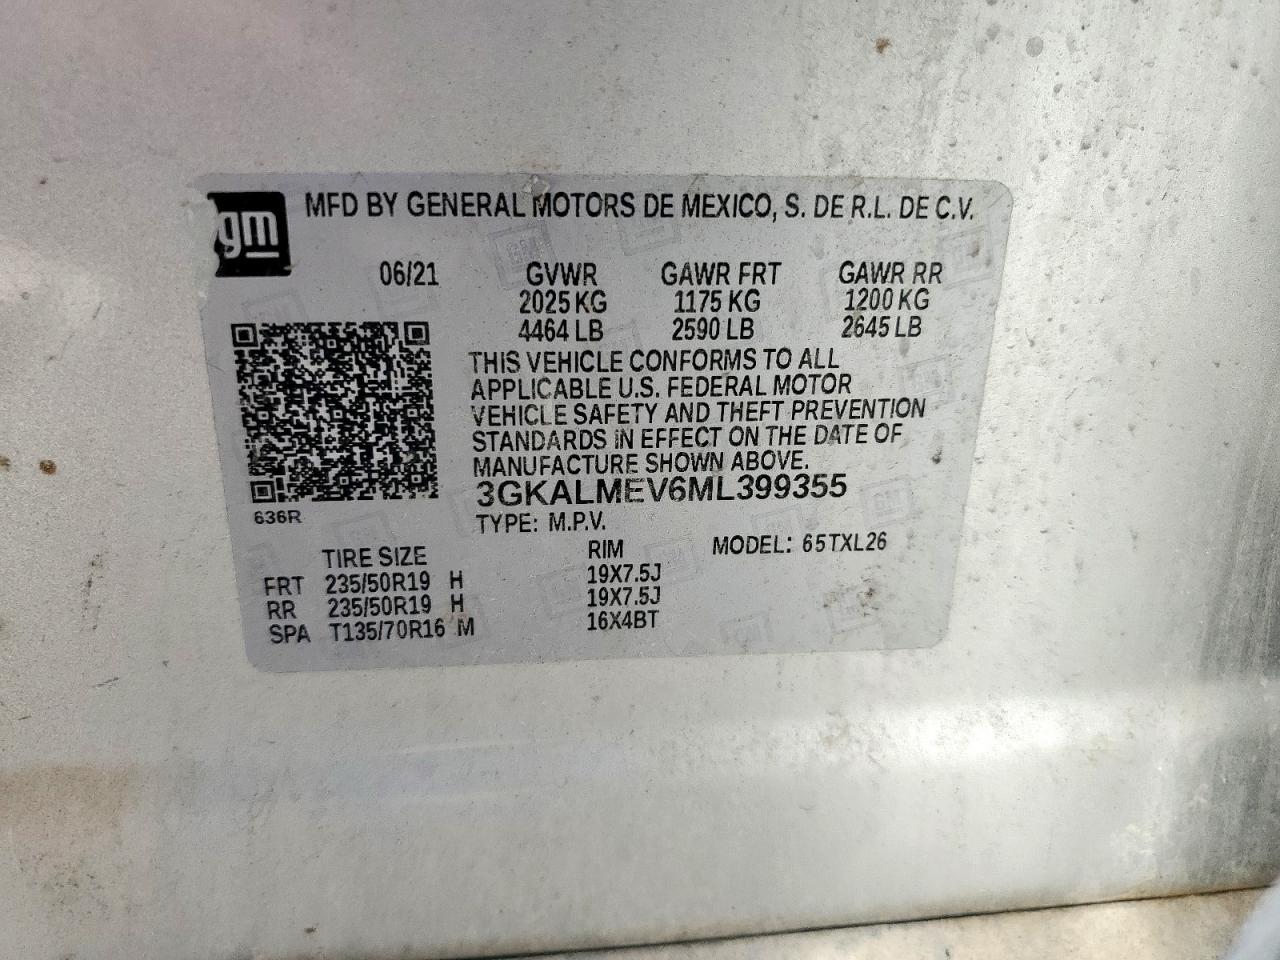 gm
MFD BY GENERAL MOTORS DE MEXICO, S. DE R.L. DE C.V.
06/21 GVWR GAWR FRT GAWR RR
2025 KG 1175 KG 1200 KG
4464 LB 2590 LB 2645 LB
THIS VEHICLE CONFORMS TO ALL
APPLICABLE U.S. FEDERAL MOTOR
VEHICLE SAFETY AND THEFT PREVENTION
STANDARDS IN EFFECT ON THE DATE OF
MANUFACTURE SHOWN ABOVE.
3GKALMEV6ML399355
636R
TYPE: M.P.V.
TIRE SIZE RIM MODEL: 65TXL26
FRT 235/50R19 H 19X7.5J
RR 235/50R19 H 19X7.5J
SPA T135/70R16 M 16X4BT